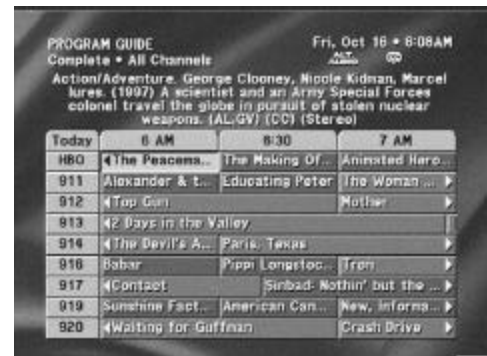 PROGRAM GUIDE
Fri, Oct 16 • 6:08AM
Complete • All Channels
ALT. AUDIO
Action/Adventure. George Clooney, Nicole Kidman, Marcel
Iures. (1997) A scientist and an Army Special Forces
colonel travel the globe in pursuit of stolen nuclear
weapons. (AL,GV) (CC) (Stereo)
Today 6 AM 6:30 7 AM
HBO The Peacema... The Making Of... Animated Hero...
911 Alexander & t... Educating Peter The Woman ...
912 Top Gun Mother
913 2 Days in the Valley
914 The Devil's A... Paris, Texas
916 Babar Pippi Longstoc... Tron
917 Contact Sinbad- Nothin' but the ...
919 Sunshine Fact... American Can... New, Informa...
920 Waiting for Guffman Crash Drive